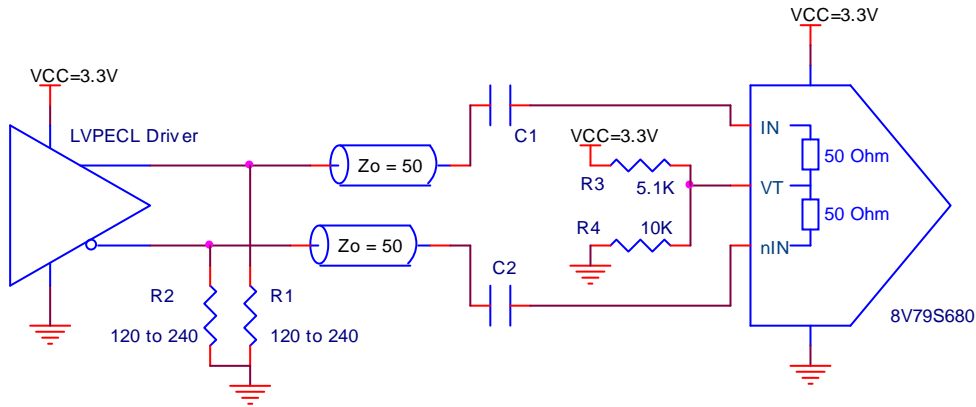 VCC=3.3V
VCC=3.3V
LVPECL Driver
C1
IN
VCC=3.3V
Zo = 50
50 Ohm
R3
5.1K
VT
50 Ohm
R4
10K
Zo = 50
nIN
C2
R2
R1
120 to 240
120 to 240
8V79S680